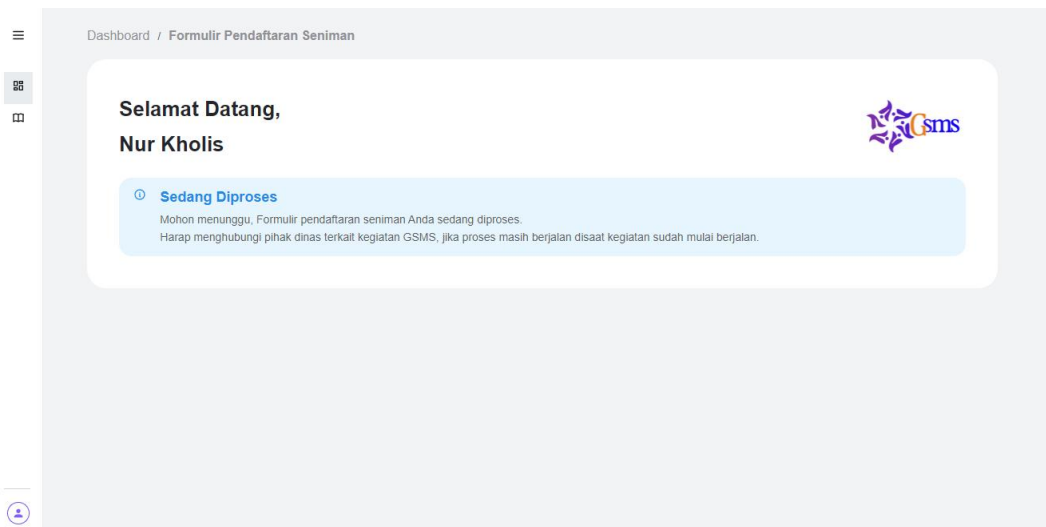 Dashboard / Formulir Pendaftaran Seniman
Selamat Datang,
Nur Kholis
Gsms
Sedang Diproses
Mohon menunggu, Formulir pendaftaran seniman Anda sedang diproses.
Harap menghubungi pihak dinas terkait kegiatan GSMS, jika proses masih berjalan disaat kegiatan sudah mulai berjalan.